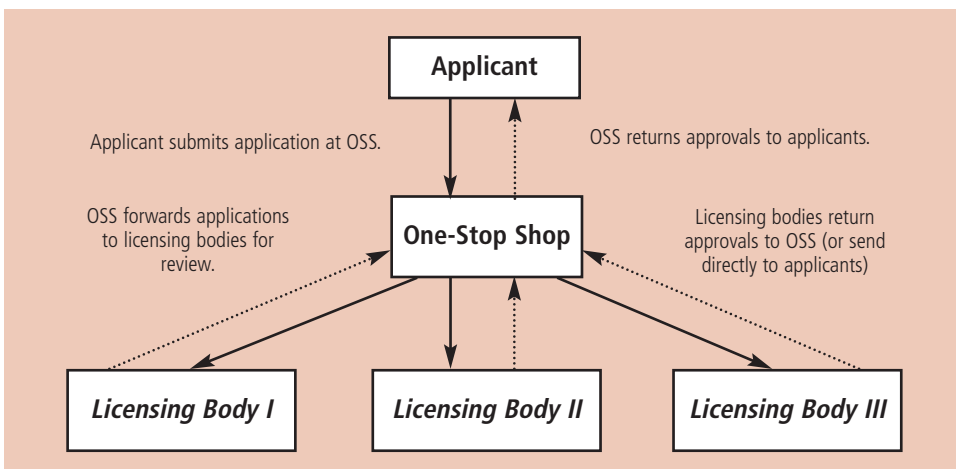 Applicant
Applicant submits application at OSS.
OSS returns approvals to applicants.
OSS forwards applications
to licensing bodies for
review.
One-Stop Shop
Licensing bodies return
approvals to OSS (or send
directly to applicants)
Licensing Body I
Licensing Body II
Licensing Body III